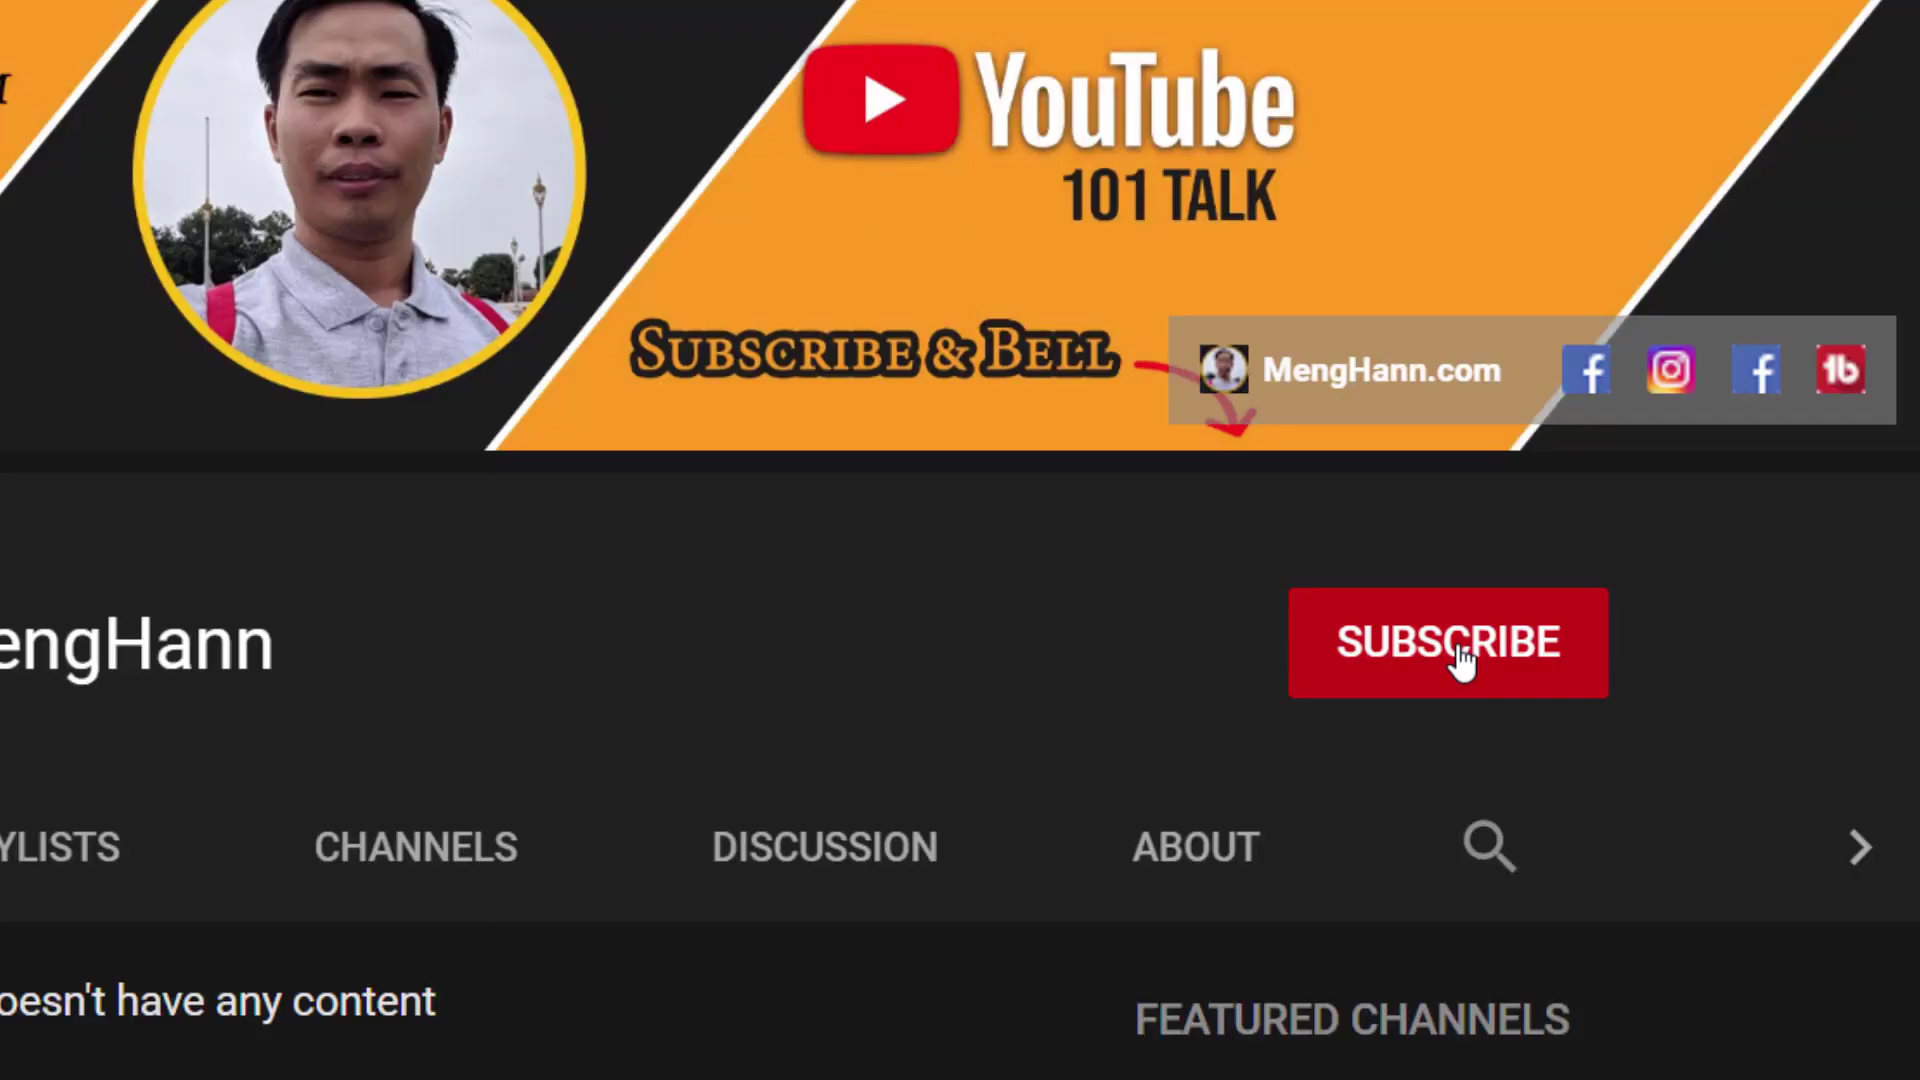 YouTube
101 TALK
SUBSCRIBE & BELL
MengHann.com
engHann
SUBSCRIBE
YLISTS
CHANNELS
DISCUSSION
ABOUT
oesn't have any content
FEATURED CHANNELS